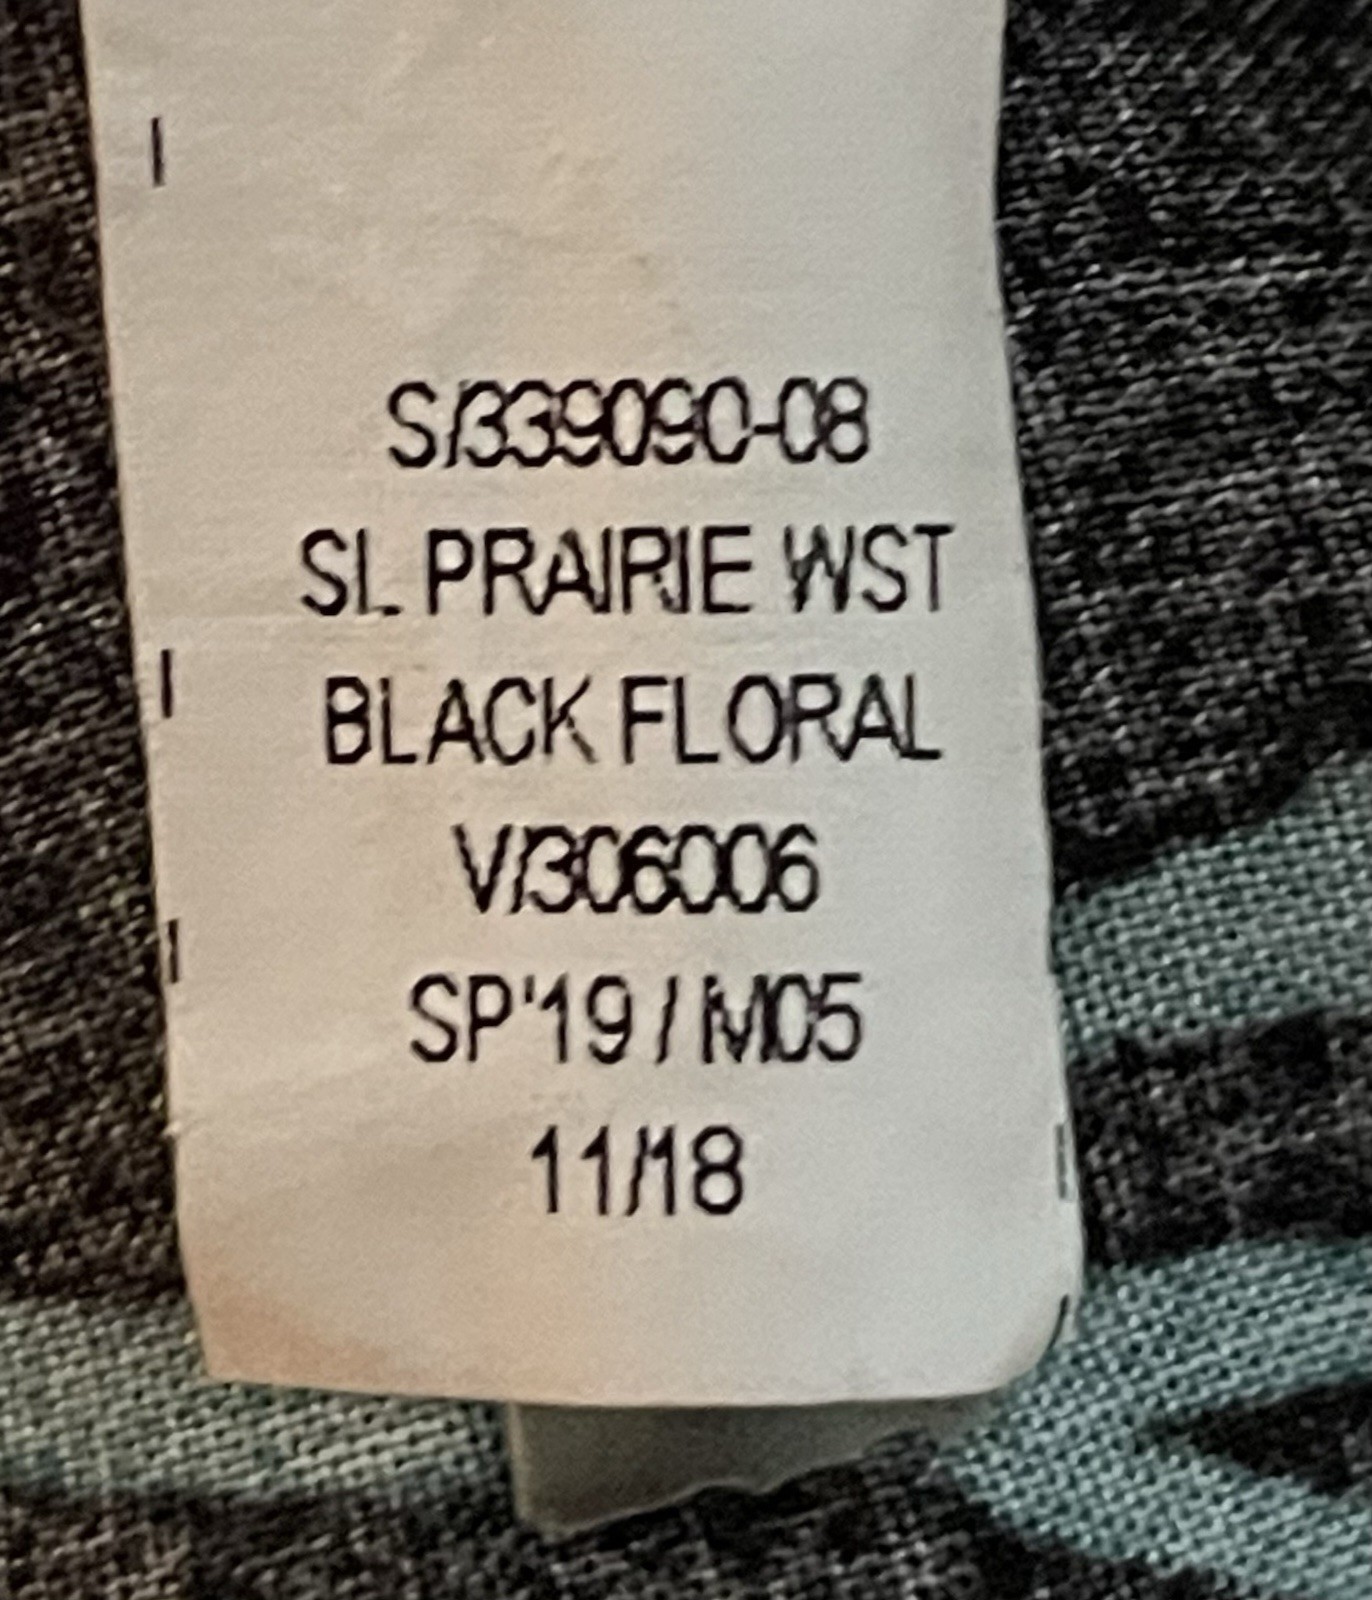 S/339090-08
SL PRAIRIE WST
BLACK FLORAL
V/306006
SP'19 / M05
11/18